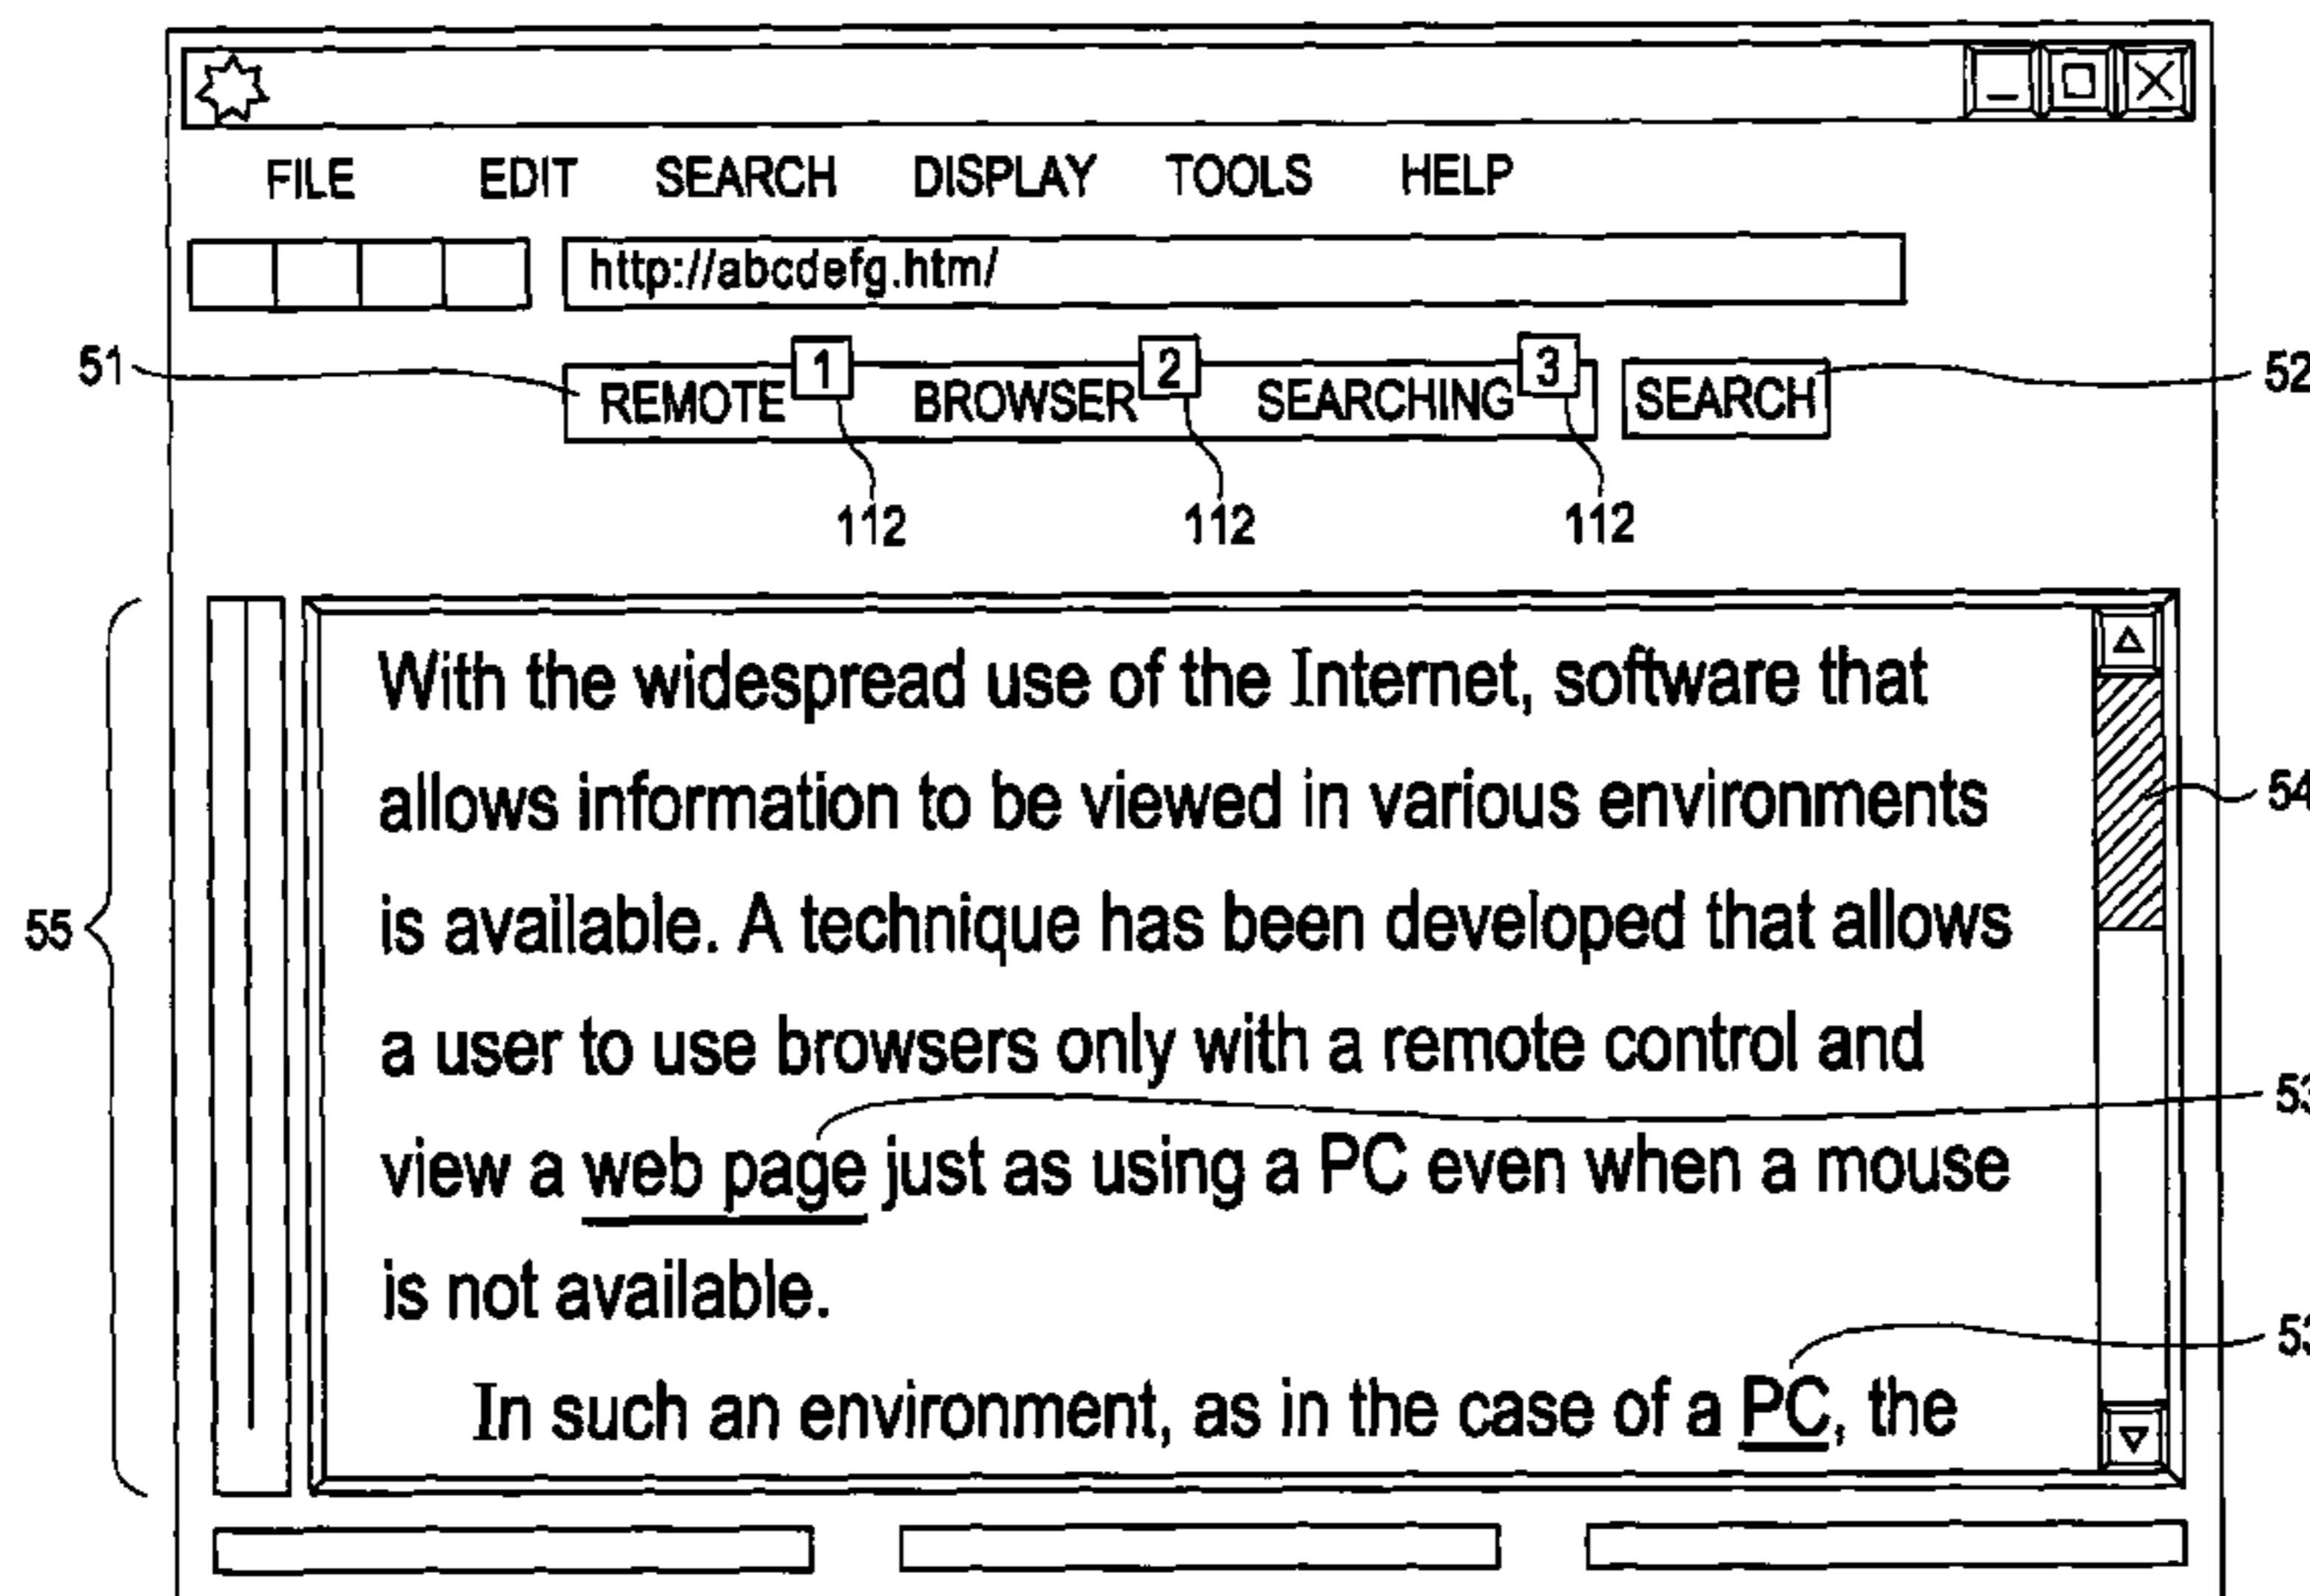 FILE EDIT SEARCH DISPLAY TOOLS HELP
http://abcdefg.htm/
51 REMOTE 1 BROWSER 2 SEARCHING 3 SEARCH 52
112 112 112
With the widespread use of the Internet, software that
allows information to be viewed in various environments
54
is available. A technique has been developed that allows
55
a user to use browsers only with a remote control and
53
view a web page just as using a PC even when a mouse
is not available.
53
In such an environment, as in the case of a PC, the